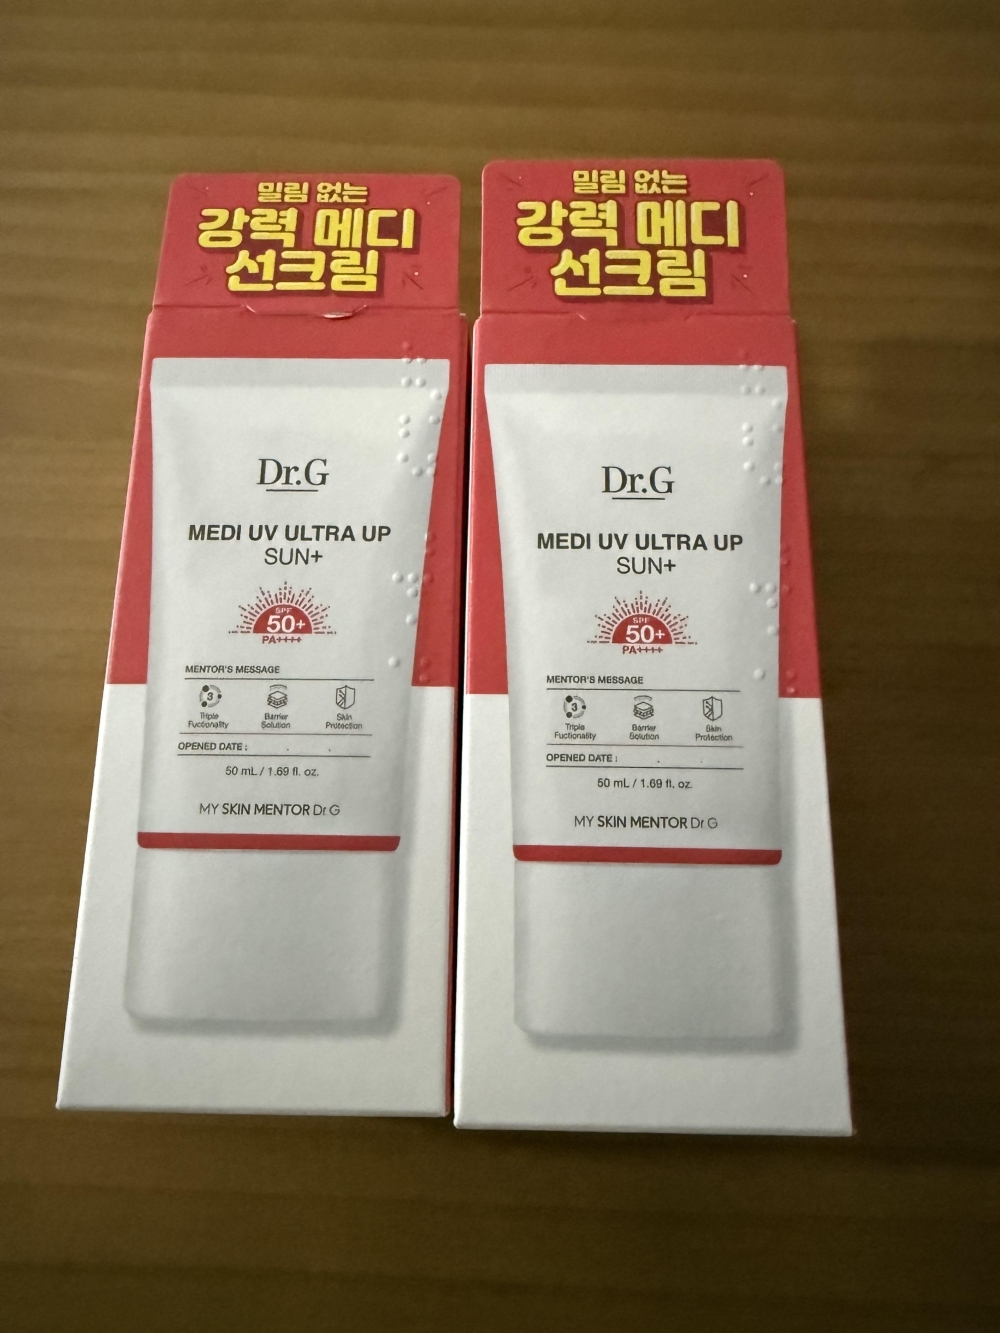 밀림 없는
강력 메디
선크림
Dr.G
MEDI UV ULTRA UP
SUN+
SPF
50+
PA++++
MENTOR'S MESSAGE
3
Triple
Fuctionality
Barrier
Solution
Skin
Protection
OPENED DATE : . .
50 mL / 1.69 fl. oz.
MY SKIN MENTOR Dr.G
밀림 없는
강력 메디
선크림
Dr.G
MEDI UV ULTRA UP
SUN+
SPF
50+
PA++++
MENTOR'S MESSAGE
3
Triple
Fuctionality
Barrier
Solution
Skin
Protection
OPENED DATE : . .
50 mL / 1.69 fl. oz.
MY SKIN MENTOR Dr.G